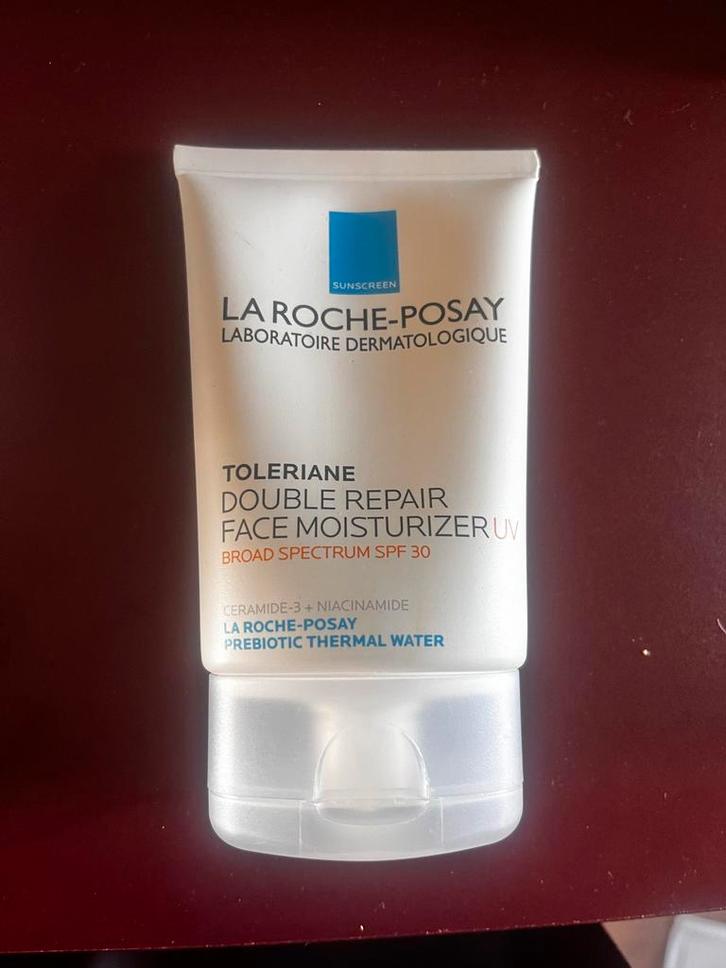 SUNSCREEN
LA ROCHE-POSAY
LABORATOIRE DERMATOLOGIQUE
TOLERIANE
DOUBLE REPAIR
FACE MOISTURIZER UV
BROAD SPECTRUM SPF 30
CERAMIDE-3 + NIACINAMIDE
LA ROCHE-POSAY
PREBIOTIC THERMAL WATER